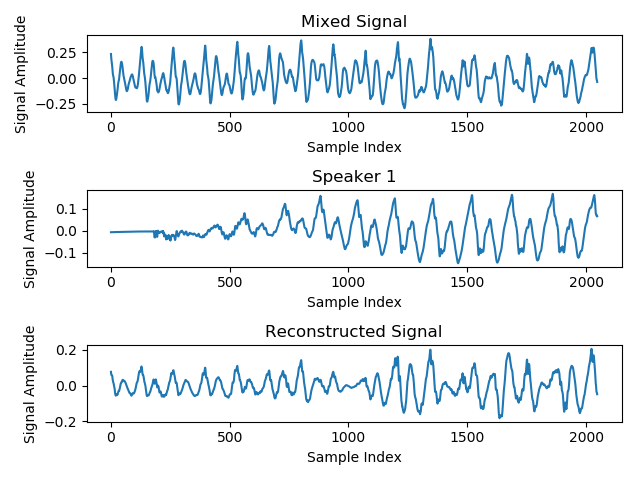 Mixed Signal
Signal Amplitude
0.25
0.00
−0.25
0 500 1000 1500 2000
Sample Index
Speaker 1
Signal Amplitude
0.1
0.0
−0.1
0 500 1000 1500 2000
Sample Index
Reconstructed Signal
Signal Amplitude
0.2
0.0
−0.2
0 500 1000 1500 2000
Sample Index